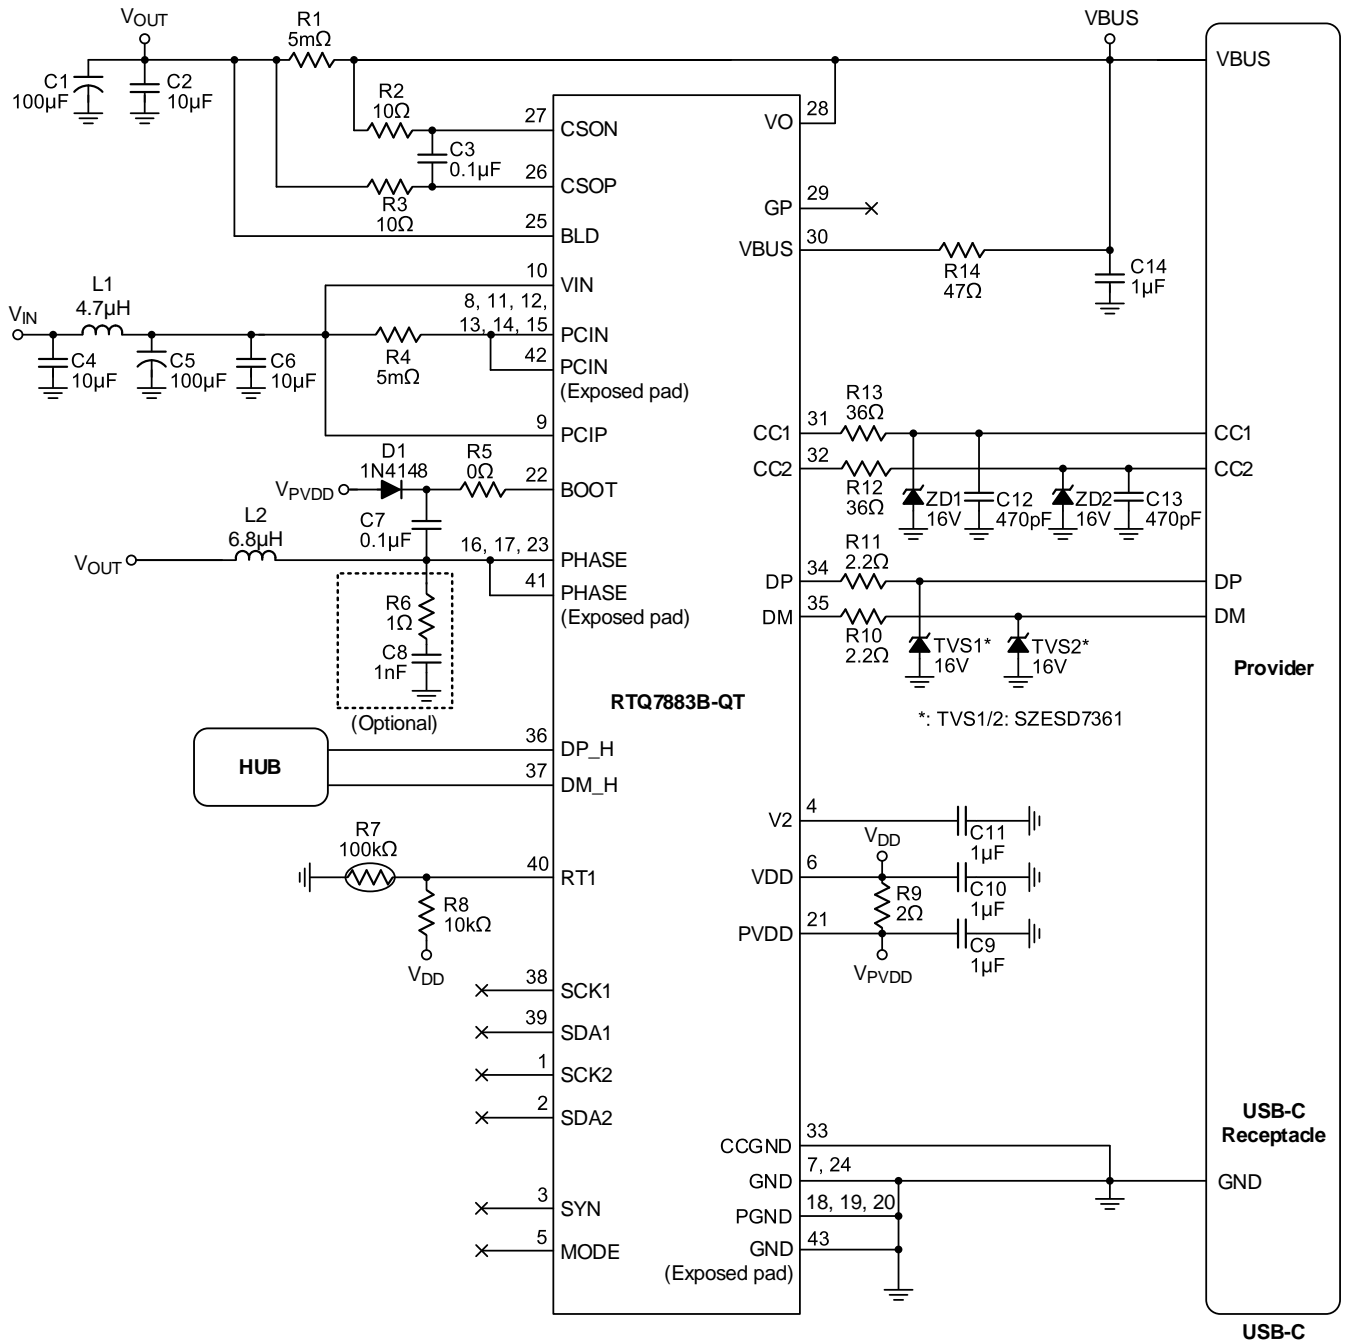 VOUT
R1
5mΩ
VBUS
C1
100µF
C2
10µF
R2
10Ω
27
CSON
C3
0.1µF
26
CSOP
R3
10Ω
25
BLD
28
VO
29
GP
30
VBUS
R14
47Ω
C14
1µF
VBUS
L1
4.7µH
VIN
C4
10µF
C5
100µF
C6
10µF
10
VIN
8, 11, 12,
13, 14, 15
PCIN
R4
5mΩ
42
PCIN
(Exposed pad)
9
PCIP
D1
1N4148
R5
0Ω
VPVDD
22
BOOT
C7
0.1µF
L2
6.8µH
VOUT
16, 17, 23
PHASE
41
PHASE
(Exposed pad)
R6
1Ω
C8
1nF
(Optional)
R13
36Ω
31
CC1
CC1
32
CC2
CC2
R12
36Ω
ZD1
16V
C12
470pF
ZD2
16V
C13
470pF
R11
2.2Ω
34
DP
DP
35
DM
DM
R10
2.2Ω
TVS1*
16V
TVS2*
16V
Provider
RTQ7883B-QT
*: TVS1/2: SZESD7361
HUB
36
DP_H
37
DM_H
R7
100kΩ
40
RT1
R8
10kΩ
VDD
4
V2
C11
1µF
VDD
6
VDD
C10
1µF
R9
2Ω
21
PVDD
C9
1µF
VPVDD
38
SCK1
39
SDA1
1
SCK2
2
SDA2
3
SYN
5
MODE
33
CCGND
7, 24
GND
18, 19, 20
PGND
43
GND
(Exposed pad)
USB-C
Receptacle
GND
USB-C